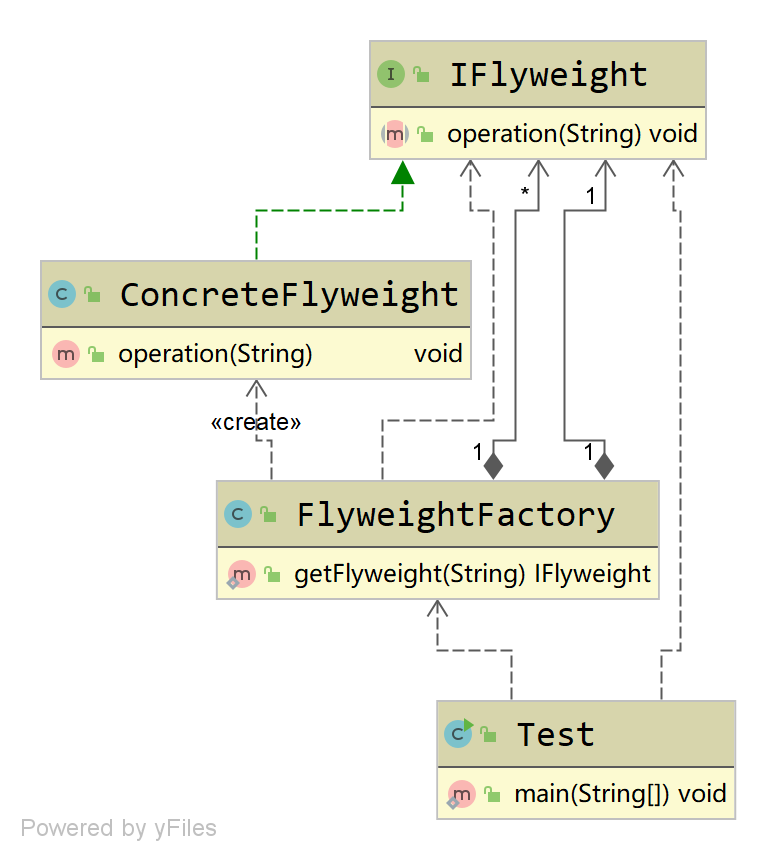 I IFlyweight
m operation(String) void
* 1
C ConcreteFlyweight
m operation(String) void
«create»
1 1
C FlyweightFactory
m getFlyweight(String) IFlyweight
C Test
m main(String[]) void
Powered by yFiles